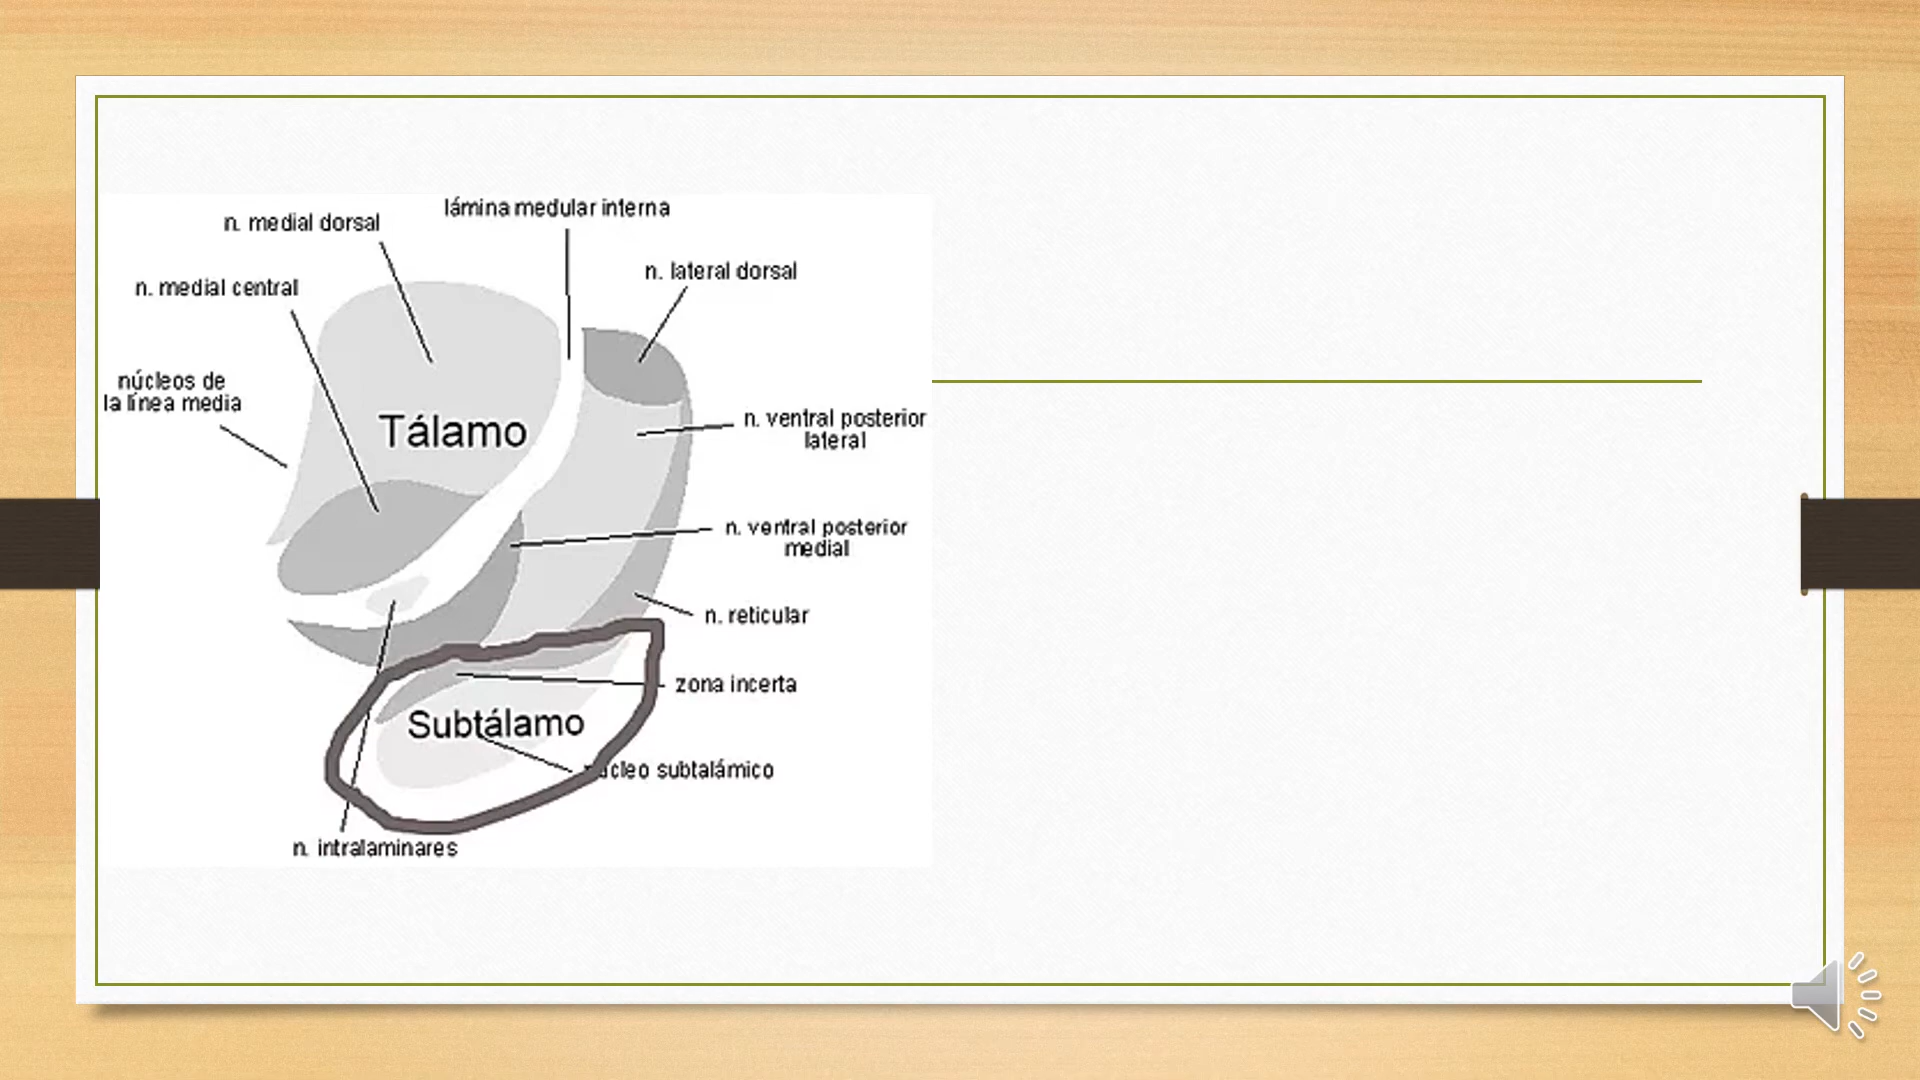 lámina medular interna
n. medial dorsal
n. lateral dorsal
n. medial central
núcleos de
la línea media
Tálamo
n. ventral posterior
lateral
n. ventral posterior
medial
n. reticular
zona incerta
Subtálamo
núcleo subtalámico
n. intralaminares